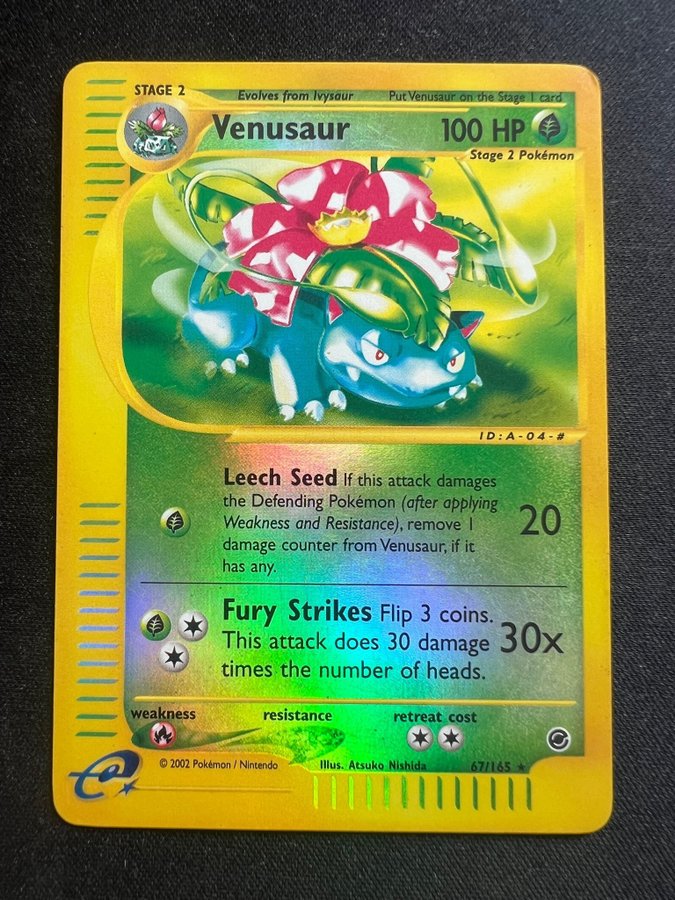 STAGE 2
Evolves from Ivysaur Put Venusaur on the Stage 1 card
Venusaur 100 HP
Stage 2 Pokémon
ID:A-04-#
Leech Seed If this attack damages
the Defending Pokémon (after applying
Weakness and Resistance), remove 1
damage counter from Venusaur, if it
has any.
20
Fury Strikes Flip 3 coins.
This attack does 30 damage
times the number of heads.
30x
weakness resistance retreat cost
e
© 2002 Pokémon / Nintendo Illus. Atsuko Nishida 67/165 ★